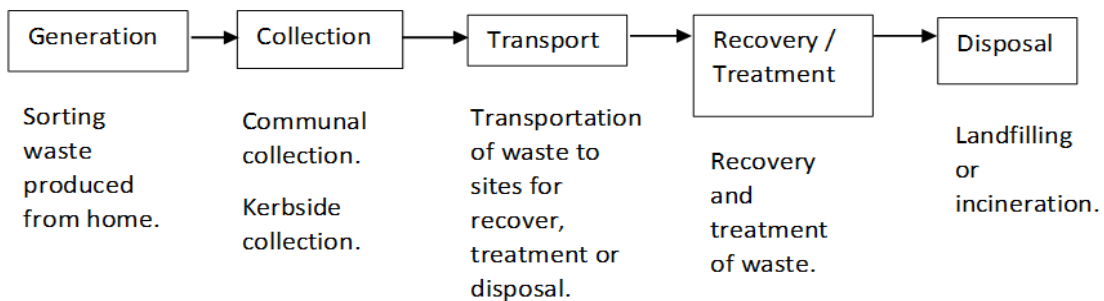 Generation
Collection
Transport
Recovery /
Treatment
Disposal
Sorting
waste
produced
from home.
Communal
collection.
Kerbside
collection.
Transportation
of waste to
sites for
recover,
treatment or
disposal.
Recovery
and
treatment
of waste.
Landfilling
or
incineration.